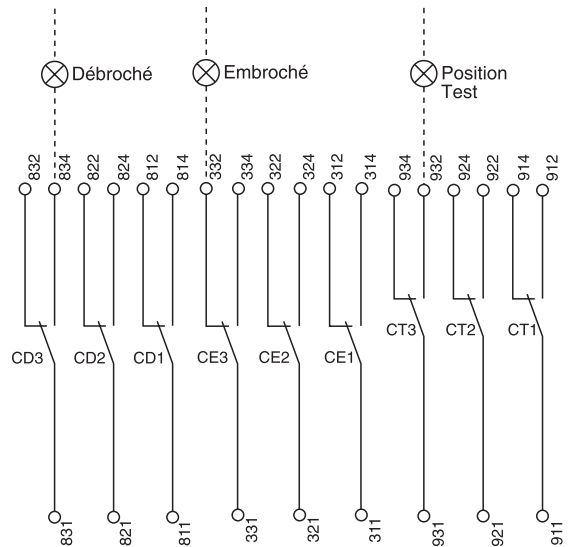 Débroché
Embroché
Position
Test
832
834
822
824
812
814
332
334
322
324
312
314
934
932
924
922
914
912
CD3
CD2
CD1
CE3
CE2
CE1
CT3
CT2
CT1
831
821
811
331
321
311
931
921
911